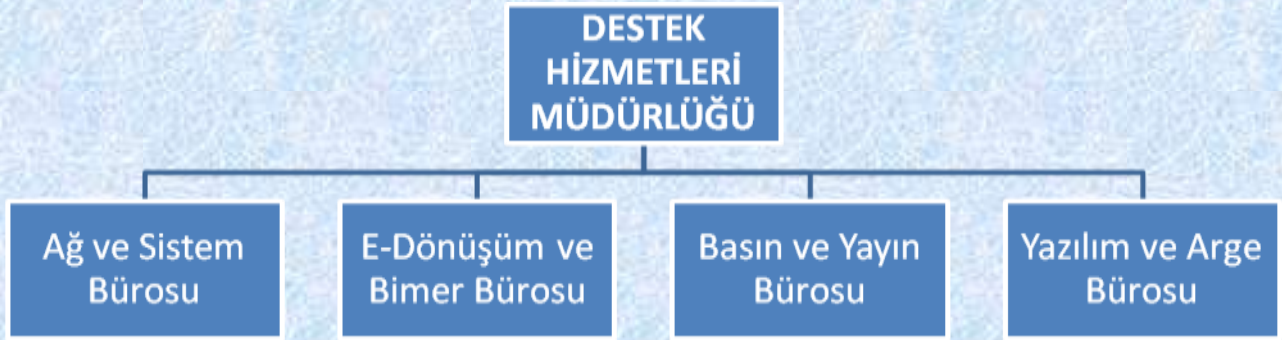 DESTEK
HİZMETLERİ
MÜDÜRLÜĞÜ
Ağ ve Sistem
Bürosu
E-Dönüşüm ve
Bimer Bürosu
Basın ve Yayın
Bürosu
Yazılım ve Arge
Bürosu